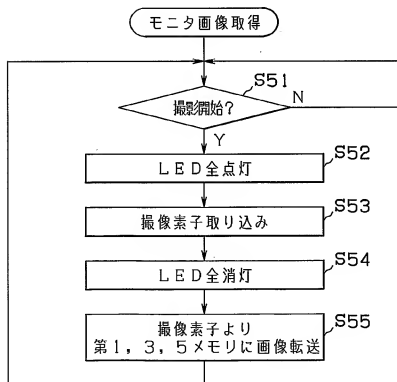 モニタ画像取得
S51
撮影開始?
N
Y
S52
LED全点灯
S53
撮像素子取り込み
S54
LED全消灯
S55
撮像素子より
第1,3,5メモリに画像転送